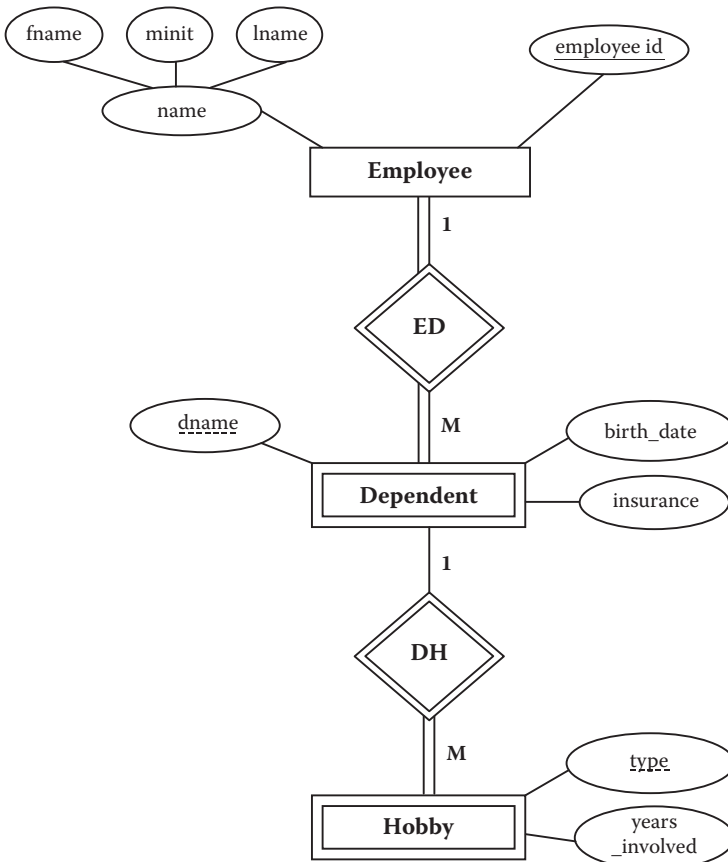 fname
minit
lname
employee id
name
Employee
1
ED
M
dname
birth_date
Dependent
insurance
1
DH
M
type
Hobby
years
_involved